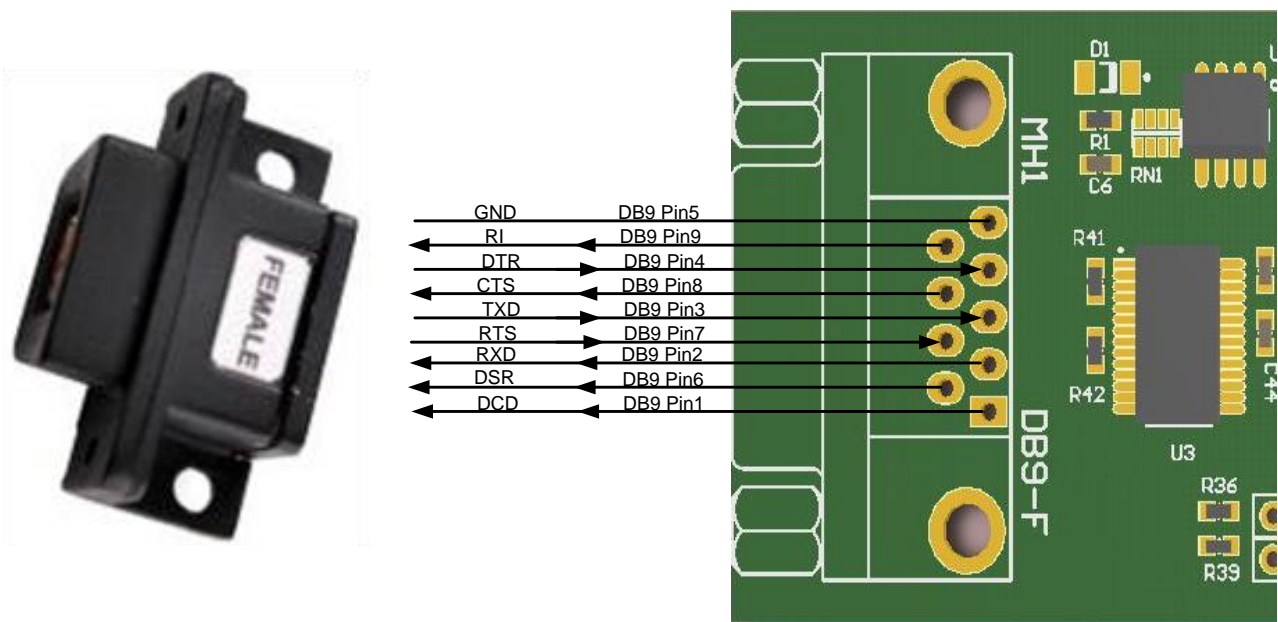 FEMALE
GND DB9 Pin5
RI DB9 Pin9
DTR DB9 Pin4
CTS DB9 Pin8
TXD DB9 Pin3
RTS DB9 Pin7
RXD DB9 Pin2
DSR DB9 Pin6
DCD DB9 Pin1
MH1
DB9-F
D1
R1
C6
RN1
R41
R42
U3
C44
R36
R39